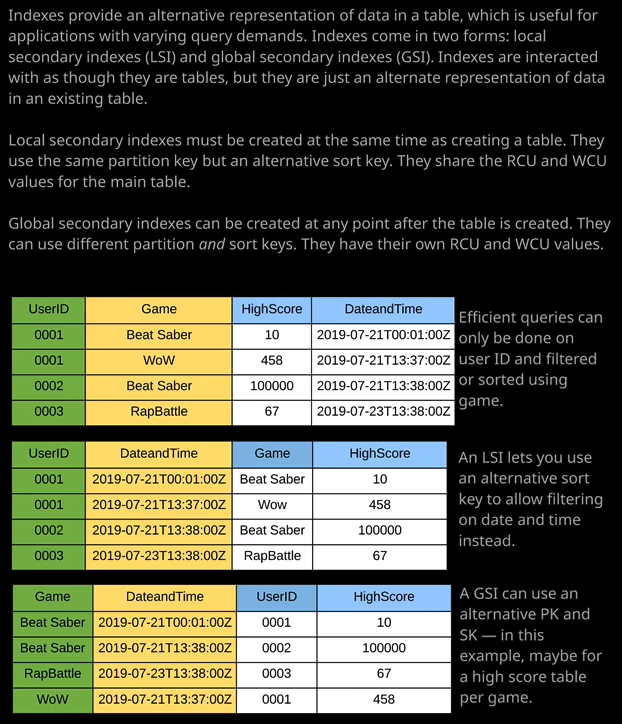 Indexes provide an alternative representation of data in a table, which is useful for
applications with varying query demands. Indexes come in two forms: local
secondary indexes (LSI) and global secondary indexes (GSI). Indexes are interacted
with as though they are tables, but they are just an alternate representation of data
in an existing table.
Local secondary indexes must be created at the same time as creating a table. They
use the same partition key but an alternative sort key. They share the RCU and WCU
values for the main table.
Global secondary indexes can be created at any point after the table is created. They
can use different partition and sort keys. They have their own RCU and WCU values.
UserID Game HighScore DateandTime
0001 Beat Saber 10 2019-07-21T00:01:00Z
0001 WoW 458 2019-07-21T13:37:00Z
0002 Beat Saber 100000 2019-07-21T13:38:00Z
0003 RapBattle 67 2019-07-23T13:38:00Z
Efficient queries can
only be done on
user ID and filtered
or sorted using
game.
UserID DateandTime Game HighScore
0001 2019-07-21T00:01:00Z Beat Saber 10
0001 2019-07-21T13:37:00Z Wow 458
0002 2019-07-21T13:38:00Z Beat Saber 100000
0003 2019-07-23T13:38:00Z RapBattle 67
An LSI lets you use
an alternative sort
key to allow filtering
on date and time
instead.
Game DateandTime UserID HighScore
Beat Saber 2019-07-21T00:01:00Z 0001 10
Beat Saber 2019-07-21T13:38:00Z 0002 100000
RapBattle 2019-07-23T13:38:00Z 0003 67
WoW 2019-07-21T13:37:00Z 0001 458
A GSI can use an
alternative PK and
SK — in this
example, maybe for
a high score table
per game.